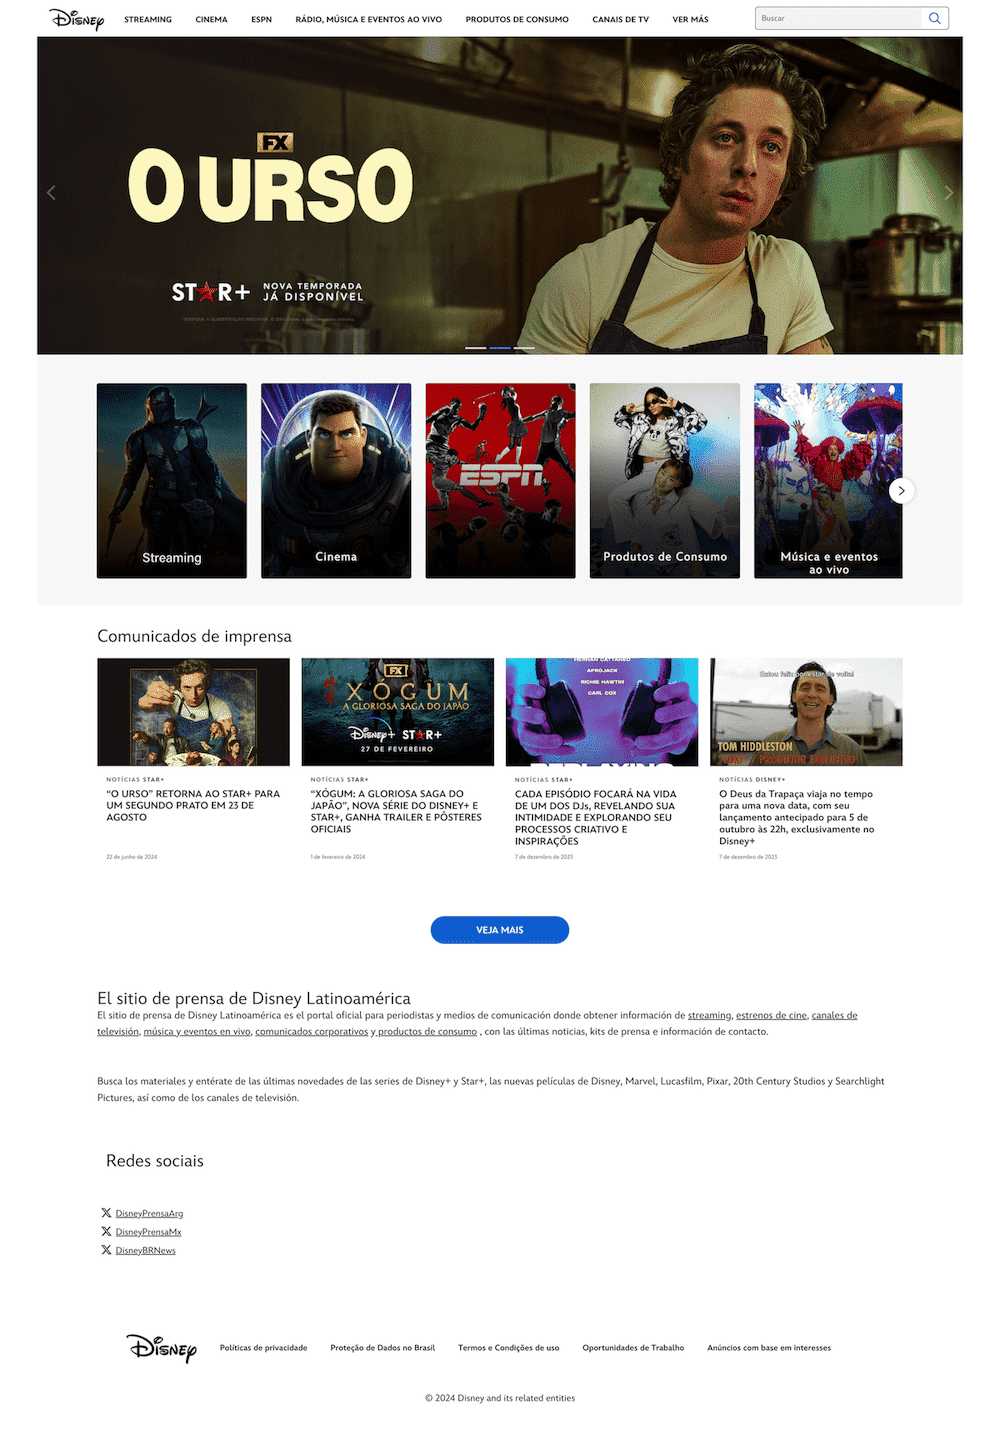 Disney
STREAMING
CINEMA
ESPN
RÁDIO, MÚSICA E EVENTOS AO VIVO
PRODUTOS DE CONSUMO
CANAIS DE TV
VER MÁS
Buscar
FX
O URSO
STAR+
NOVA TEMPORADA
JÁ DISPONÍVEL
Streaming
Cinema
ESPN
Produtos de Consumo
Música e eventos
ao vivo
Comunicados de imprensa
FX
XÓGUM
A GLORIOSA SAGA DO JAPÃO
Disney+ STAR+
27 DE FEVEREIRO
AFROJACK
RICHIE HAWTIN
CARL COX
Estou feliz por estar de volta!
TOM HIDDLESTON
NOTÍCIAS STAR+
“O URSO” RETORNA AO STAR+ PARA
UM SEGUNDO PRATO EM 23 DE
AGOSTO
22 de junho de 2024
NOTÍCIAS STAR+
“XÓGUM: A GLORIOSA SAGA DO
JAPÃO”, NOVA SÉRIE DO DISNEY+ E
STAR+, GANHA TRAILER E PÔSTERES
OFICIAIS
1 de fevereiro de 2024
NOTÍCIAS STAR+
CADA EPISÓDIO FOCARÁ NA VIDA
DE UM DOS DJs, REVELANDO SUA
INTIMIDADE E EXPLORANDO SEU
PROCESSOS CRIATIVO E
INSPIRAÇÕES
7 de dezembro de 2023
NOTÍCIAS DISNEY+
O Deus da Trapaça viaja no tempo
para uma nova data, com seu
lançamento antecipado para 5 de
outubro às 22h, exclusivamente no
Disney+
7 de dezembro de 2023
VEJA MAIS
El sitio de prensa de Disney Latinoamérica
El sitio de prensa de Disney Latinoamérica es el portal oficial para periodistas y medios de comunicación donde obtener información de streaming, estrenos de cine, canales de
televisión, música y eventos en vivo, comunicados corporativos y productos de consumo , con las últimas noticias, kits de prensa e información de contacto.
Busca los materiales y entérate de las últimas novedades de las series de Disney+ y Star+, las nuevas películas de Disney, Marvel, Lucasfilm, Pixar, 20th Century Studios y Searchlight
Pictures, así como de los canales de televisión.
Redes sociais
DisneyPrensaArg
DisneyPrensaMx
DisneyBRNews
Disney
Políticas de privacidade
Proteção de Dados no Brasil
Termos e Condições de uso
Oportunidades de Trabalho
Anúncios com base em interesses
© 2024 Disney and its related entities